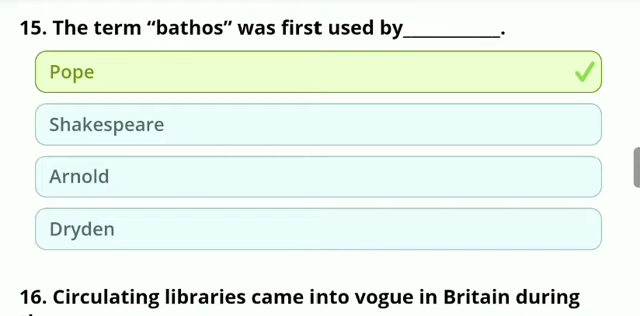 15. The term “bathos” was first used by___________.
Pope
Shakespeare
Arnold
Dryden
16. Circulating libraries came into vogue in Britain during